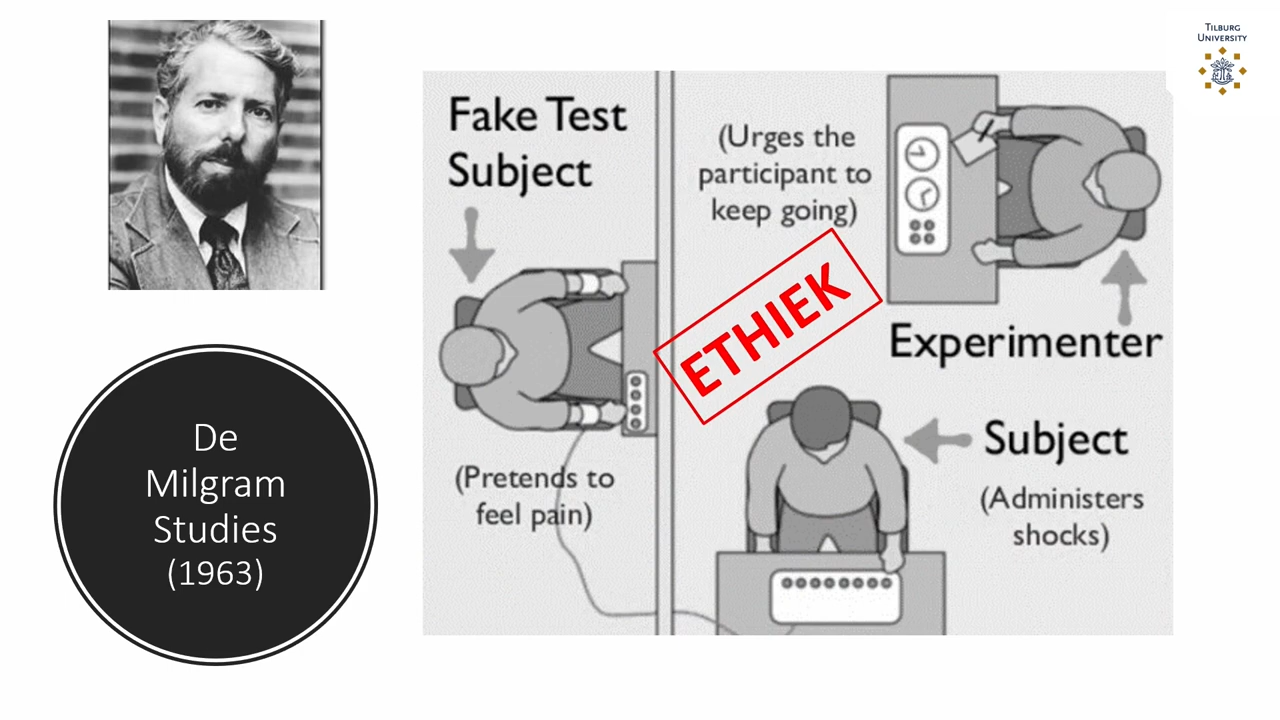 TILBURG
UNIVERSITY
De
Milgram
Studies
(1963)
Fake Test
Subject
(Pretends to
feel pain)
(Urges the
participant to
keep going)
ETHIEK
Experimenter
Subject
(Administers
shocks)